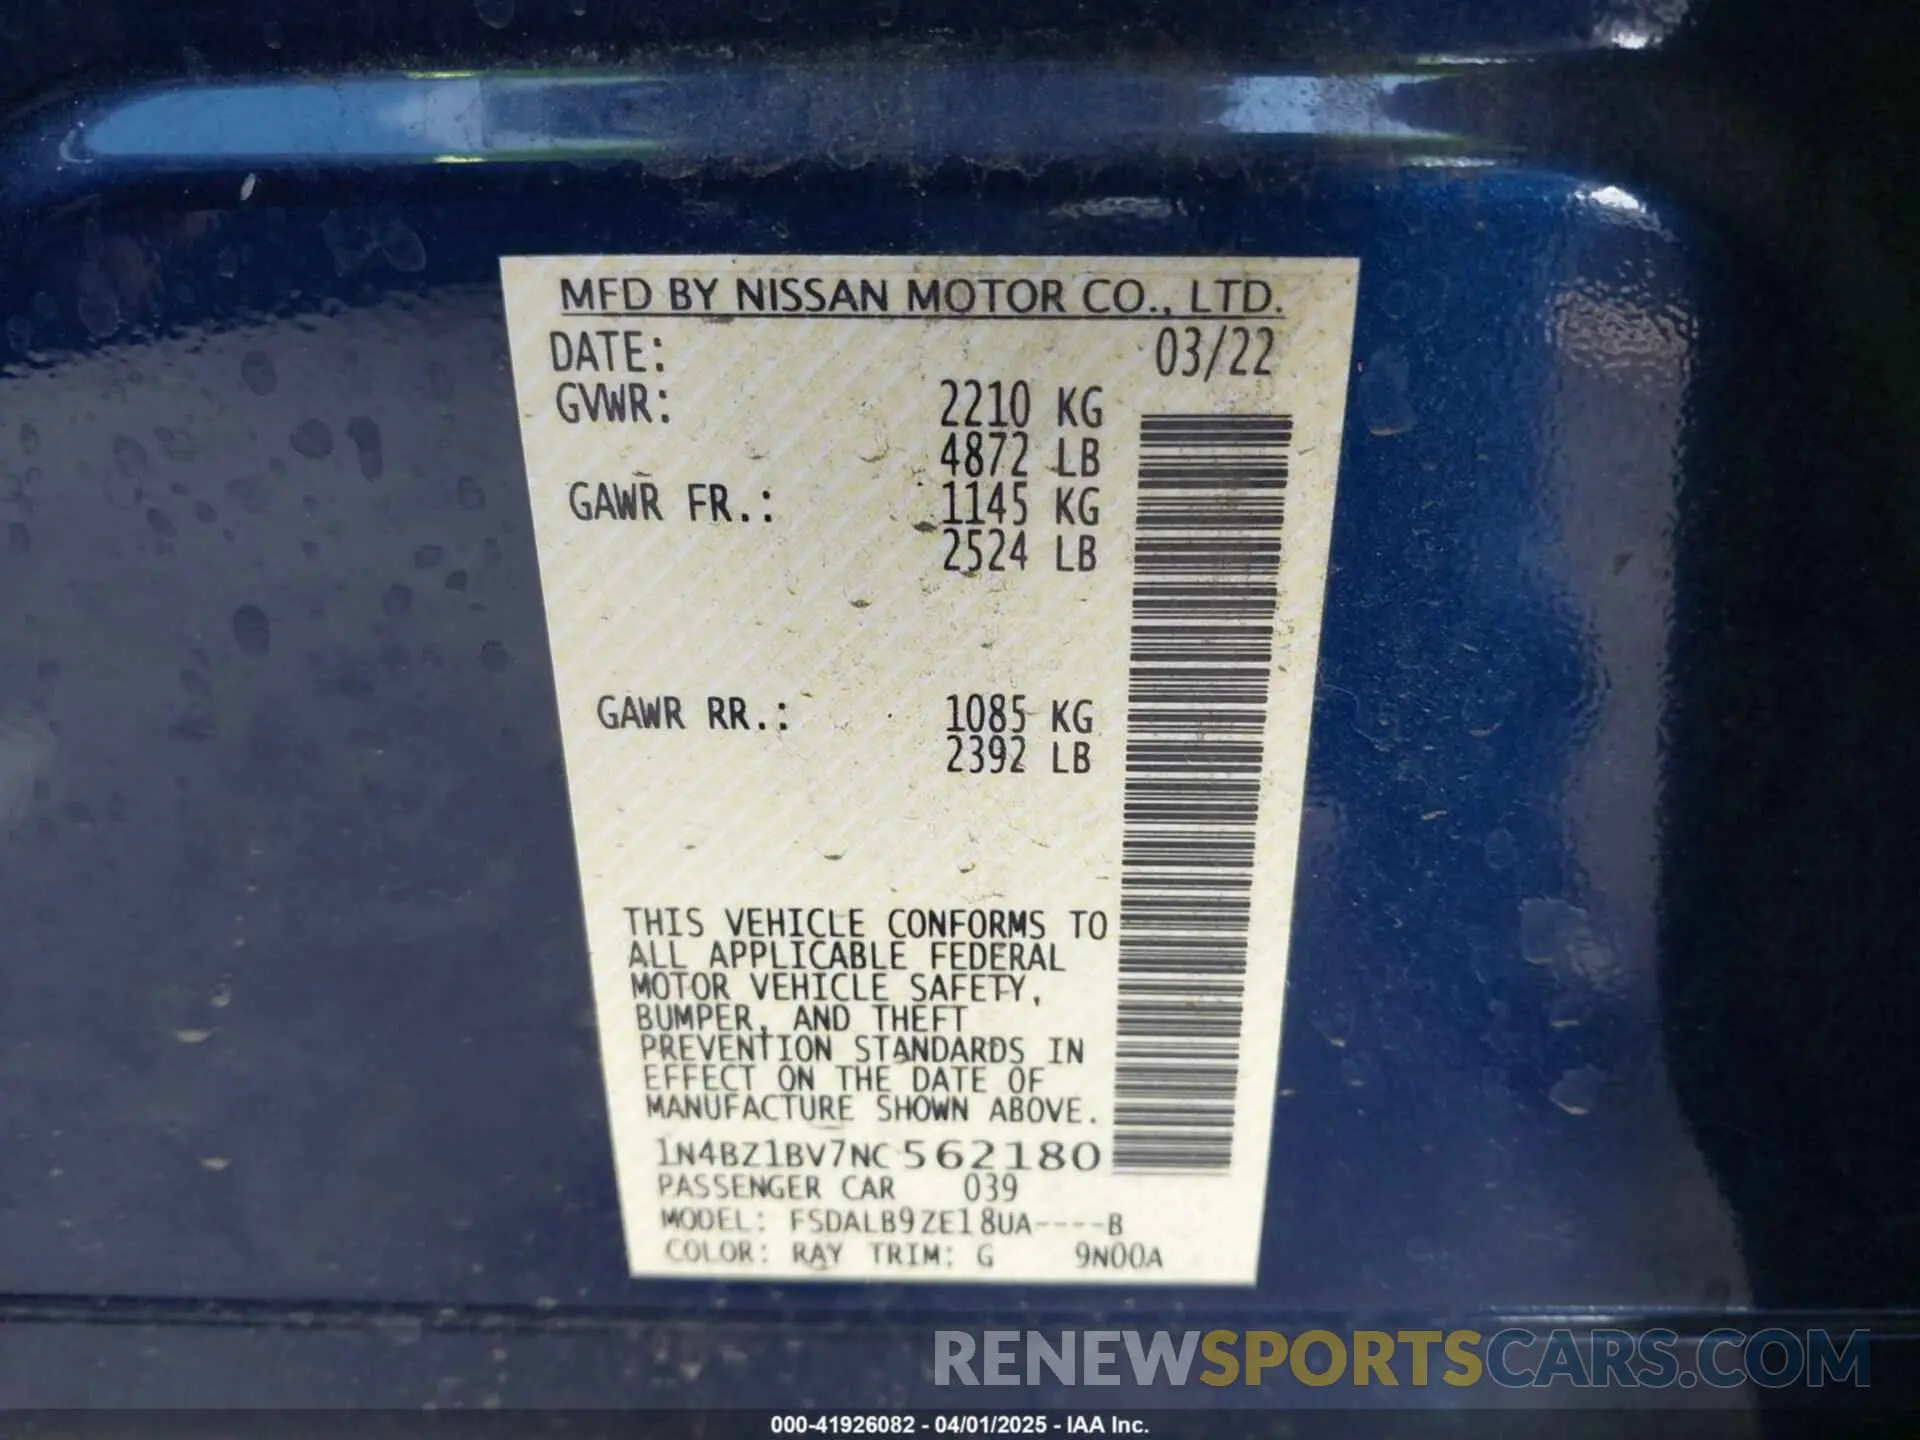 MFD BY NISSAN MOTOR CO., LTD.
DATE: 03/22
GVWR: 2210 KG
4872 LB
GAWR FR.: 1145 KG
2524 LB
GAWR RR.: 1085 KG
2392 LB
THIS VEHICLE CONFORMS TO
ALL APPLICABLE FEDERAL
MOTOR VEHICLE SAFETY,
BUMPER, AND THEFT
PREVENTION STANDARDS IN
EFFECT ON THE DATE OF
MANUFACTURE SHOWN ABOVE.
1N4BZ1BV7NC562180
PASSENGER CAR 039
MODEL: FSDALB9ZE18UA----B
COLOR: RAY TRIM: G 9N00A
RENEWSPORTSCARS.COM
000-41926082 - 04/01/2025 - IAA Inc.